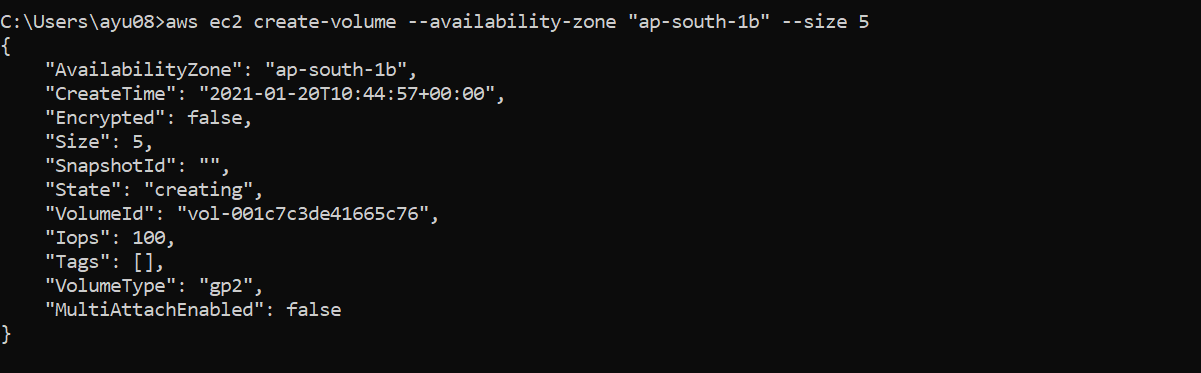 C:\Users\ayu08>aws ec2 create-volume --availability-zone "ap-south-1b" --size 5
{
    "AvailabilityZone": "ap-south-1b",
    "CreateTime": "2021-01-20T10:44:57+00:00",
    "Encrypted": false,
    "Size": 5,
    "SnapshotId": "",
    "State": "creating",
    "VolumeId": "vol-001c7c3de41665c76",
    "Iops": 100,
    "Tags": [],
    "VolumeType": "gp2",
    "MultiAttachEnabled": false
}